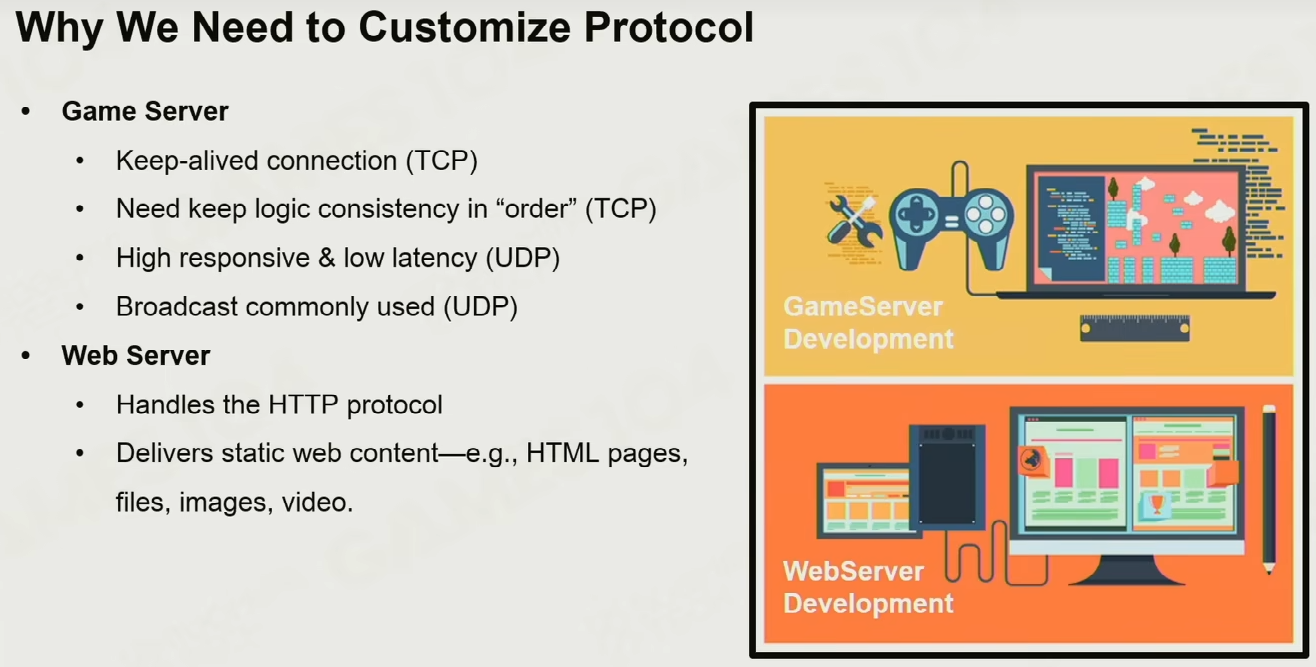 Why We Need to Customize Protocol
• Game Server
• Keep-alived connection (TCP)
• Need keep logic consistency in “order” (TCP)
• High responsive & low latency (UDP)
• Broadcast commonly used (UDP)
• Web Server
• Handles the HTTP protocol
• Delivers static web content—e.g., HTML pages,
files, images, video.
GameServer
Development
WebServer
Development
GAMES104